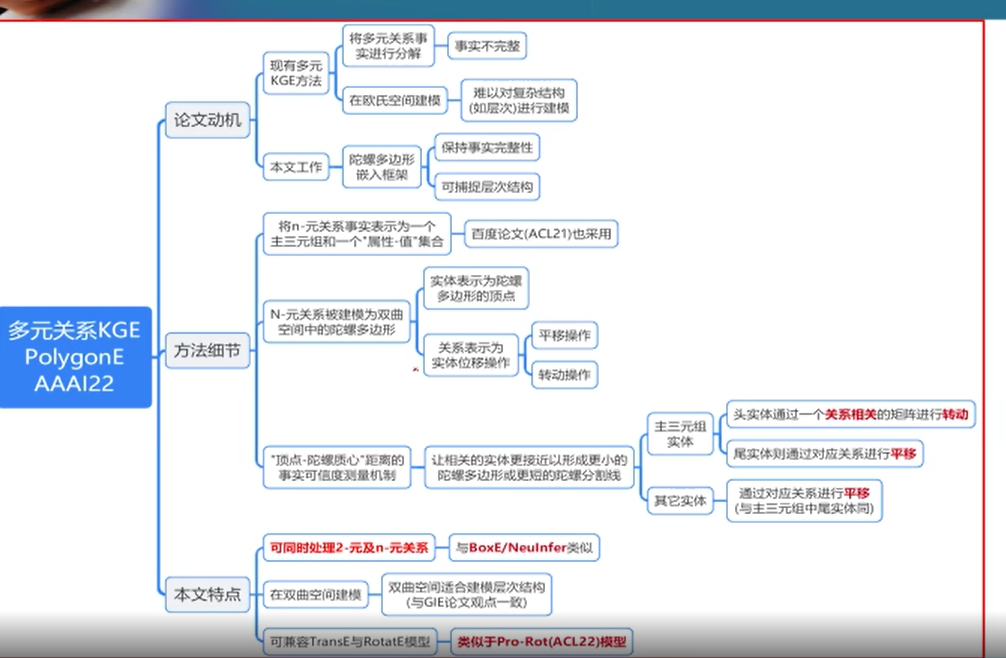 多元关系KGE
PolygonE
AAAI22
论文动机
现有多元
KGE方法
将多元关系事
实进行分解
事实不完整
在欧氏空间建模
难以对复杂结构
(如层次)进行建模
本文工作
陀螺多边形
嵌入框架
保持事实完整性
可捕捉层次结构
方法细节
将n-元关系事实表示为一个
主三元组和一个"属性-值"集合
百度论文(ACL21)也采用
N-元关系被建模为双曲
空间中的陀螺多边形
实体表示为陀螺
多边形的顶点
关系表示为
实体位移操作
平移操作
转动操作
"顶点-陀螺质心"距离的
事实可信度测量机制
让相关的实体更接近以形成更小的
陀螺多边形或更短的陀螺分割线
主三元组
实体
头实体通过一个关系相关的矩阵进行转动
尾实体则通过对应关系进行平移
其它实体
通过对应关系进行平移
(与主三元组中尾实体同)
本文特点
可同时处理2-元及n-元关系
与BoxE/NeuInfer类似
在双曲空间建模
双曲空间适合建模层次结构
(与GIE论文观点一致)
可兼容TransE与RotatE模型
类似于Pro-Rot(ACL22)模型